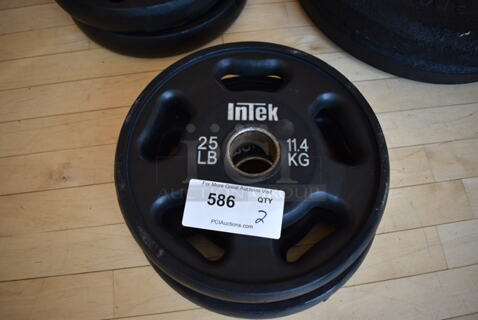 InTek
25 11.4
LB KG
For More Great Auctions Visit
586 QTY
2
PCIAuctions.com